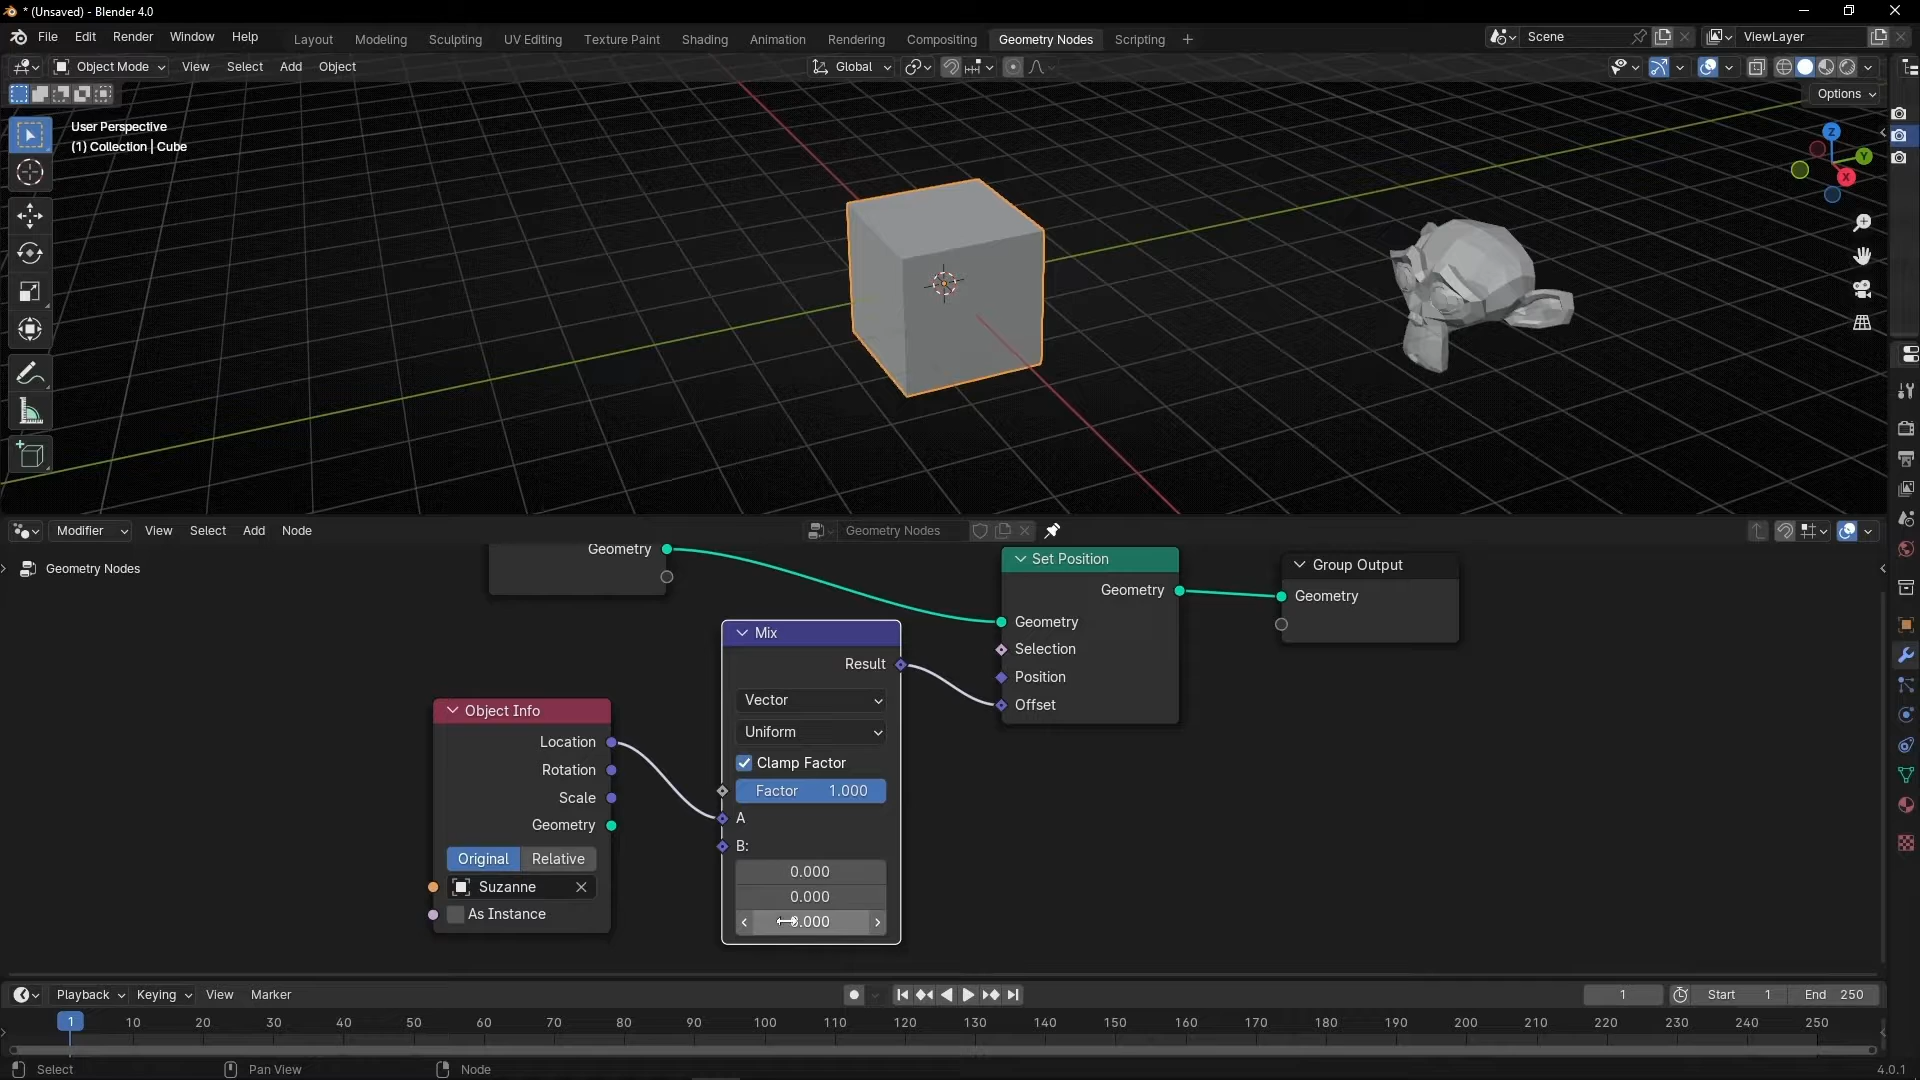 * (Unsaved) - Blender 4.0
File Edit Render Window Help Layout Modeling Sculpting UV Editing Texture Paint Shading Animation Rendering Compositing Geometry Nodes Scripting + Scene ViewLayer
Object Mode View Select Add Object Global
Options
User Perspective
(1) Collection | Cube
Z
Y
X
Modifier View Select Add Node Geometry Nodes
Geometry Nodes
Geometry
Set Position
Geometry
Geometry
Selection
Position
Offset
Group Output
Geometry
Mix
Result
Vector
Uniform
Clamp Factor
Factor 1.000
A
B:
0.000
0.000
Object Info
Location
Rotation
Scale
Geometry
Original Relative
Suzanne
As Instance
Playback Keying View Marker 1 Start 1 End 250
1 10 20 30 40 50 60 70 80 90 100 110 120 130 140 150 160 170 180 190 200 210 220 230 240 250
Select Pan View Node 4.0.1